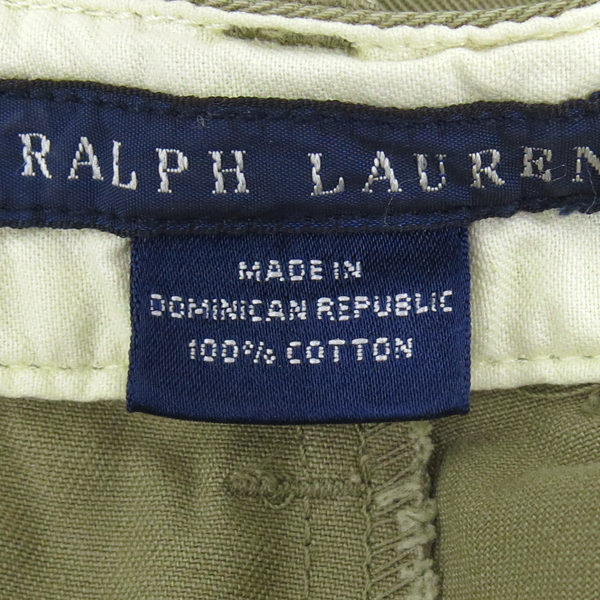 RALPH LAUREN
MADE IN
DOMINICAN REPUBLIC
100% COTTON